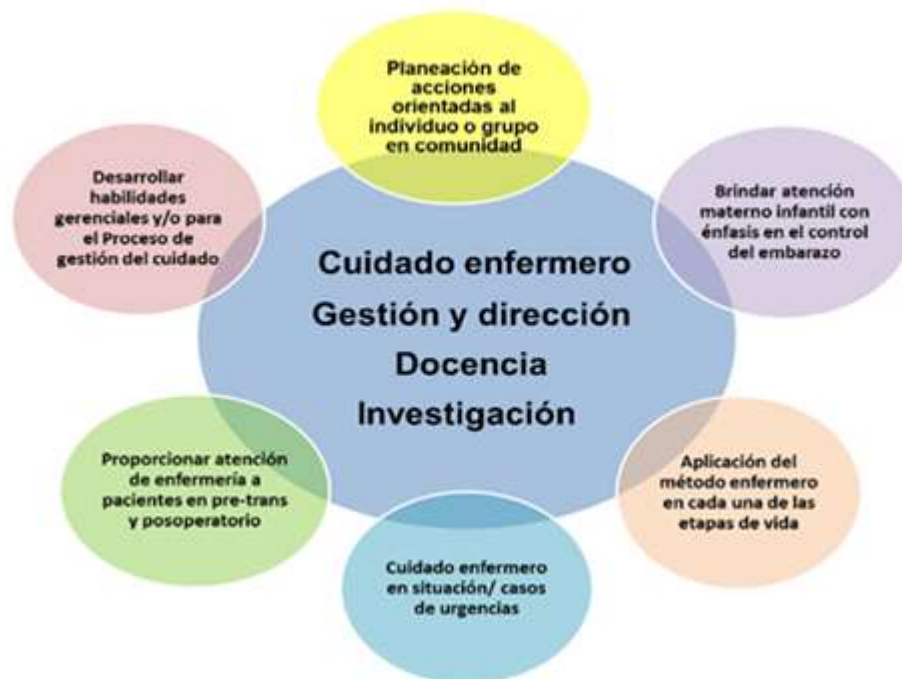 Planeación de
acciones
orientadas al
individuo o grupo
en comunidad
Desarrollar
habilidades
gerenciales y/o para
el Proceso de
gestión del cuidado
Brindar atención
materno infantil con
énfasis en el control
del embarazo
Cuidado enfermero
Gestión y dirección
Docencia
Investigación
Proporcionar atención
de enfermería a
pacientes en pre-trans
y posoperatorio
Aplicación del
método enfermero
en cada una de las
etapas de vida
Cuidado enfermero
en situación/ casos
de urgencias